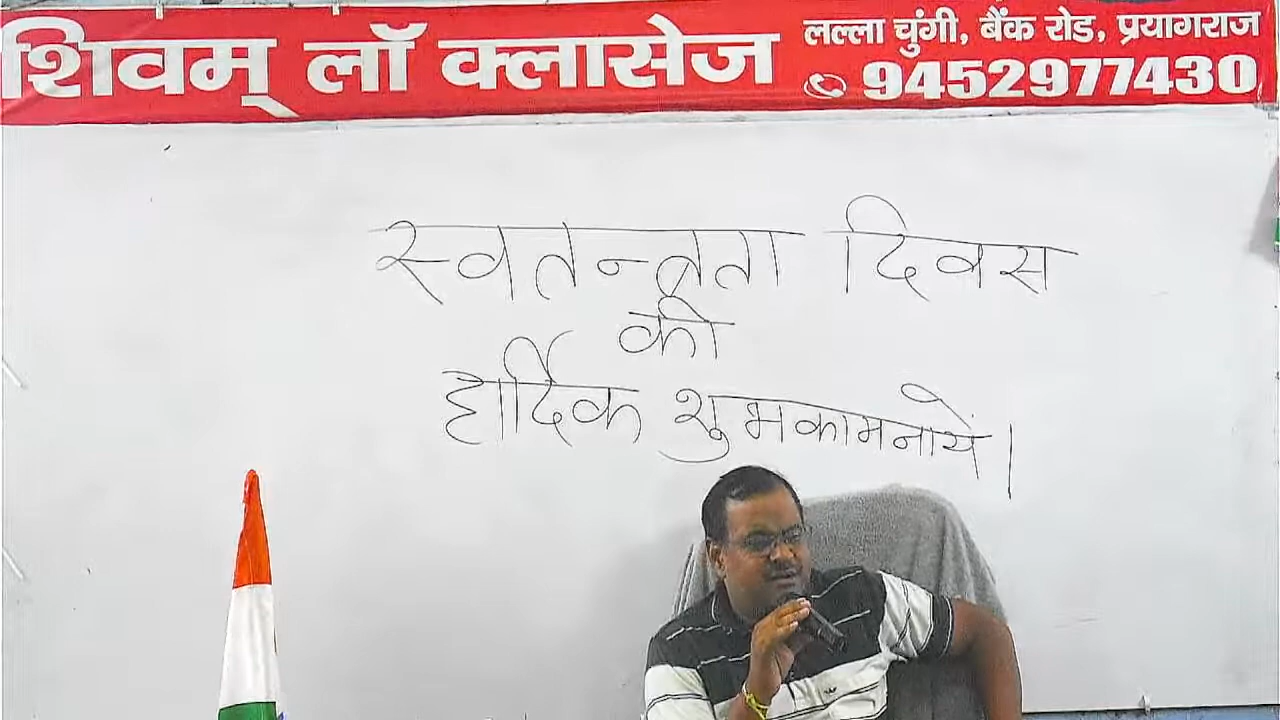 शिवम् लॉ क्लासेज
लल्ला चुंगी, बैंक रोड, प्रयागराज
9452977430
स्वतन्त्रता दिवस
की
हार्दिक शुभकामनायें।